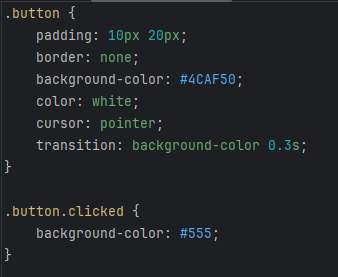 .button {
    padding: 10px 20px;
    border: none;
    background-color: #4CAF50;
    color: white;
    cursor: pointer;
    transition: background-color 0.3s;
}
.button.clicked {
    background-color: #555;
}